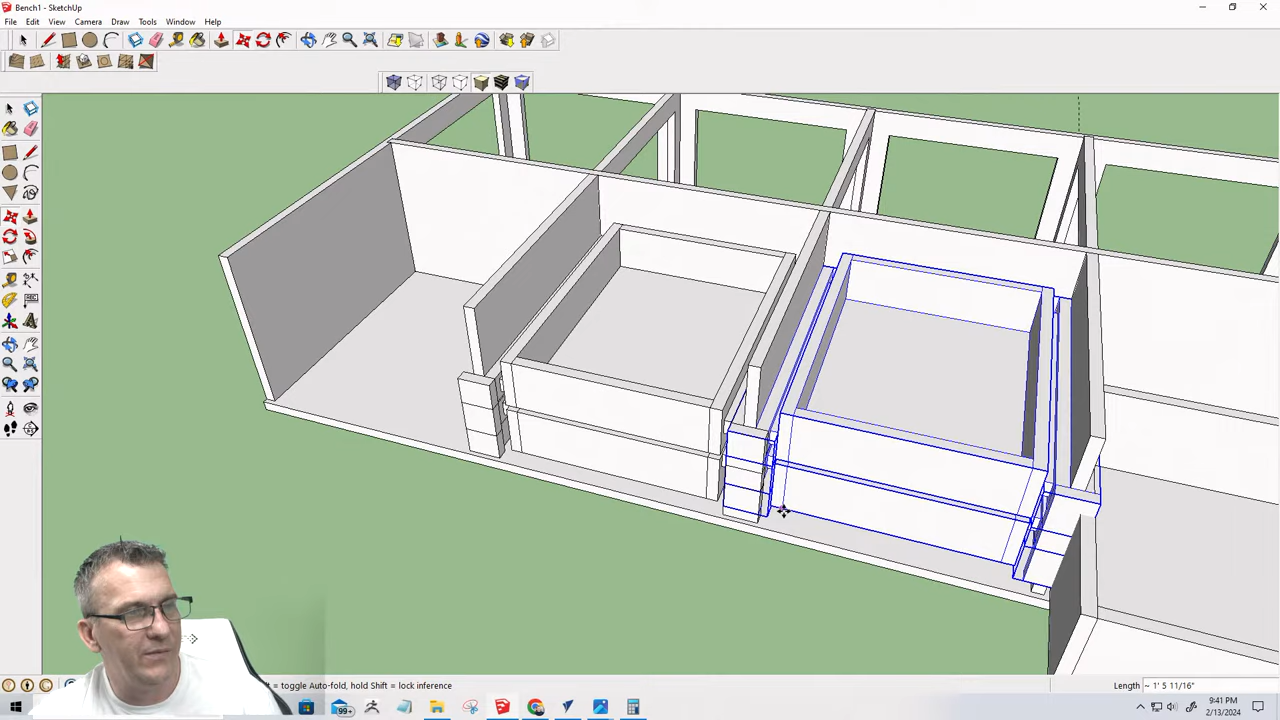 Bench1 - SketchUp
File Edit View Camera Draw Tools Window Help
= toggle Auto-fold, hold Shift = lock inference
Length ~ 1' 5 11/16"
99+
9:41 PM
2/13/2024